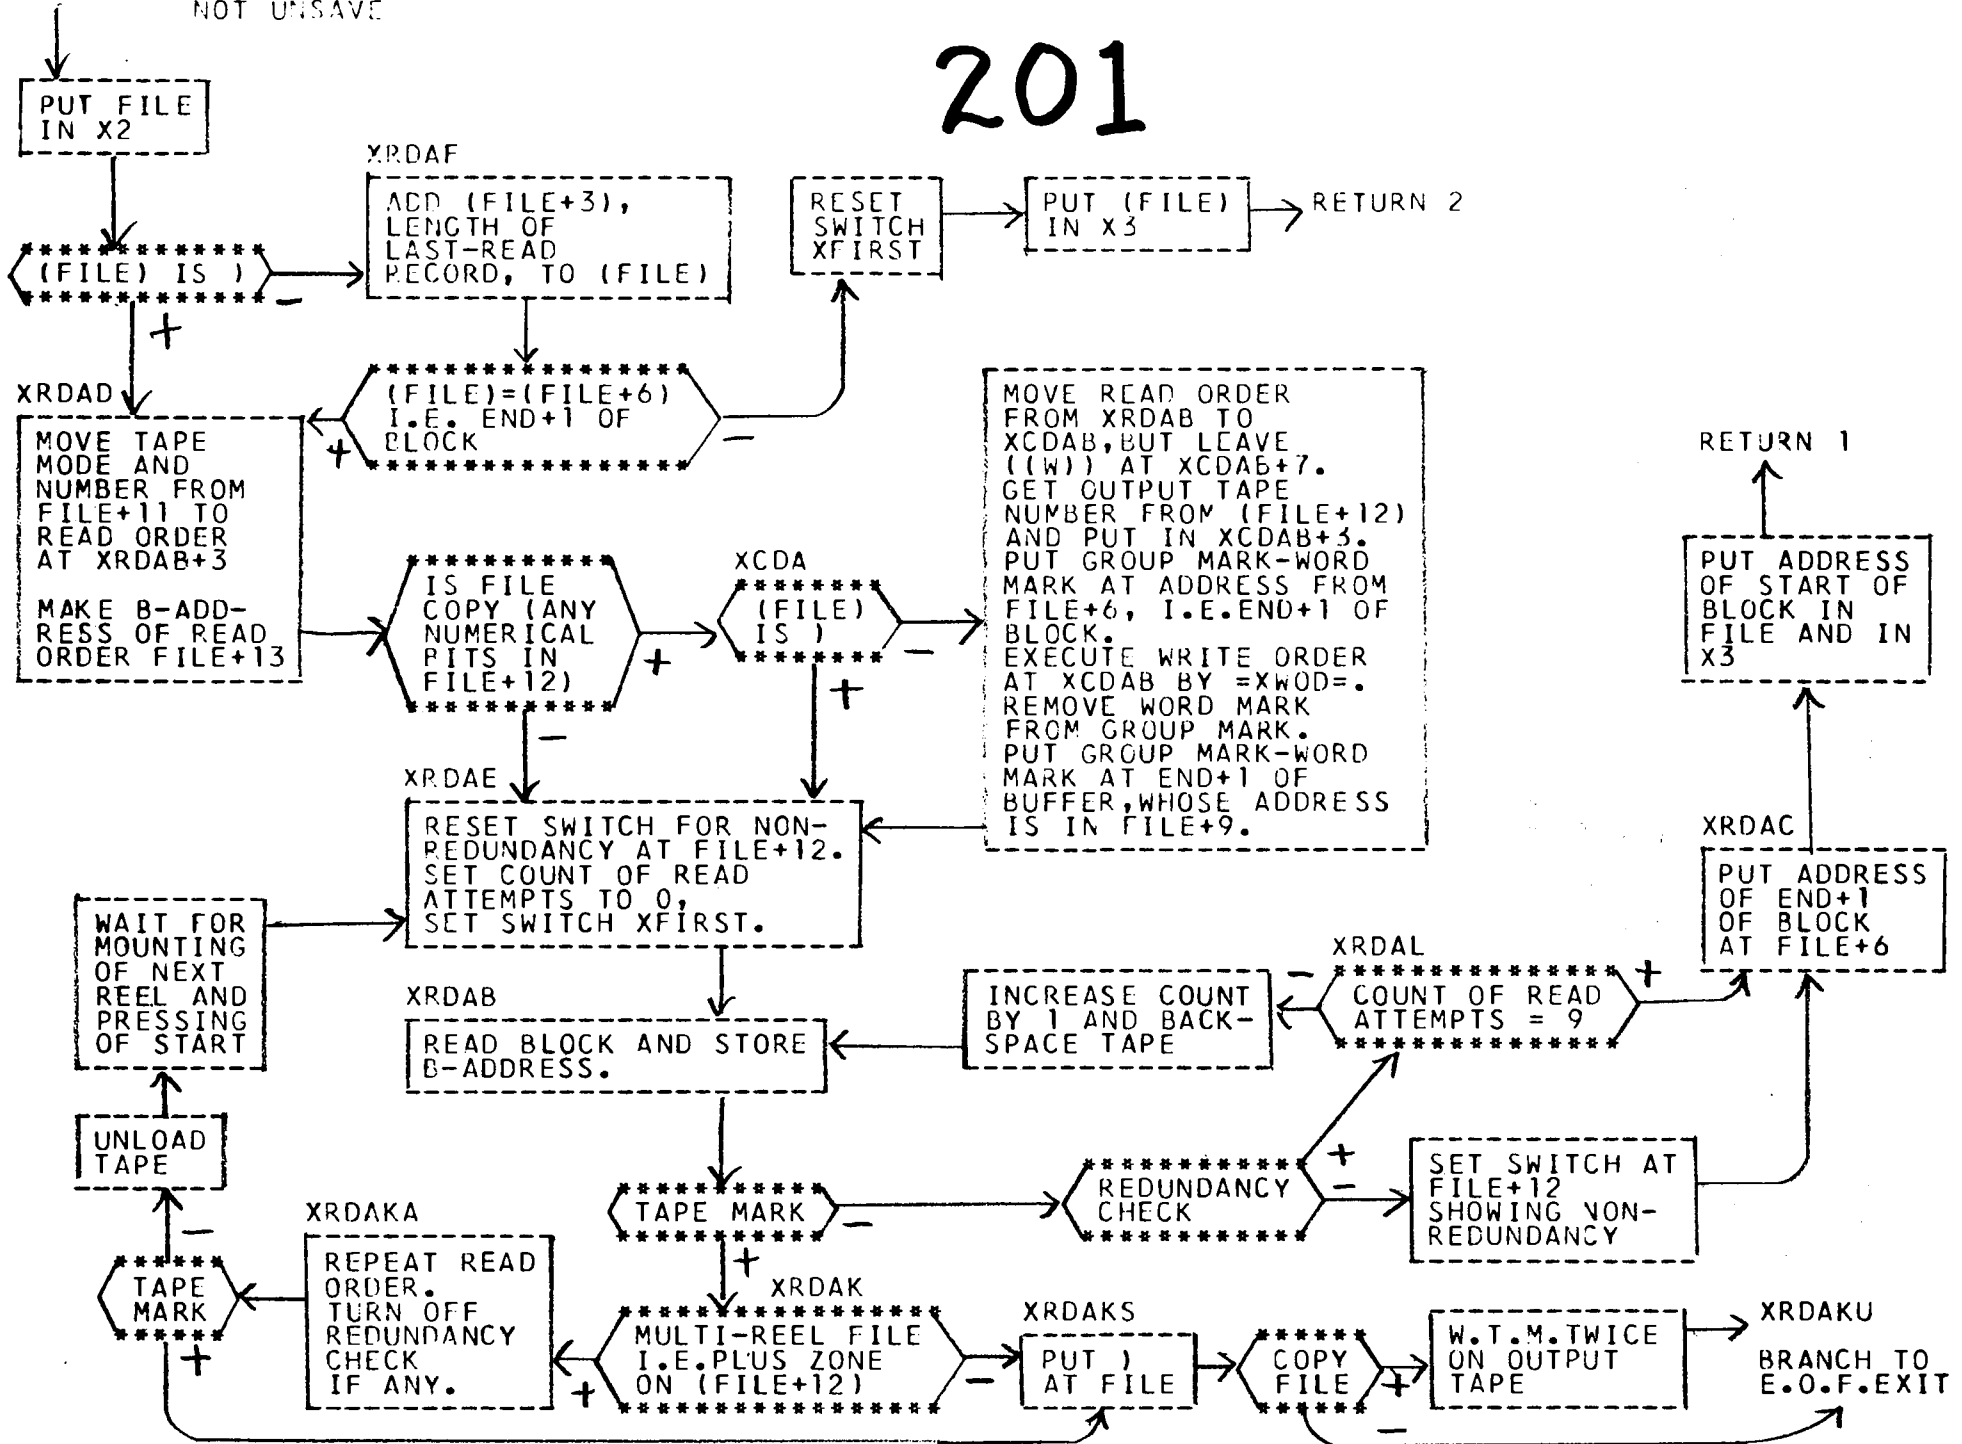 NOT UNSAVE
201
PUT FILE
IN X2
(FILE) IS )
-
+
XRDAF
ADD (FILE+3),
LENGTH OF
LAST-READ
RECORD, TO (FILE)
(FILE)=(FILE+6)
I.E. END+1 OF
BLOCK
+
-
RESET
SWITCH
XFIRST
PUT (FILE)
IN X3
RETURN 2
XRDAD
MOVE TAPE
MODE AND
NUMBER FROM
FILE+11 TO
READ ORDER
AT XRDAB+3
MAKE B-ADD-
RESS OF READ
ORDER FILE+13
IS FILE
COPY (ANY
NUMERICAL
BITS IN
FILE+12)
+
-
XCDA
(FILE)
IS )
-
+
MOVE READ ORDER
FROM XRDAB TO
XCDAB,BUT LEAVE
((W)) AT XCDAB+7.
GET OUTPUT TAPE
NUMBER FROM (FILE+12)
AND PUT IN XCDAB+3.
PUT GROUP MARK-WORD
MARK AT ADDRESS FROM
FILE+6, I.E.END+1 OF
BLOCK.
EXECUTE WRITE ORDER
AT XCDAB BY =XWOD=.
REMOVE WORD MARK
FROM GROUP MARK.
PUT GROUP MARK-WORD
MARK AT END+1 OF
BUFFER,WHOSE ADDRESS
IS IN FILE+9.
RETURN 1
PUT ADDRESS
OF START OF
BLOCK IN
FILE AND IN
X3
XRDAC
PUT ADDRESS
OF END+1
OF BLOCK
AT FILE+6
XRDAE
RESET SWITCH FOR NON-
REDUNDANCY AT FILE+12.
SET COUNT OF READ
ATTEMPTS TO 0,
SET SWITCH XFIRST.
WAIT FOR
MOUNTING
OF NEXT
REEL AND
PRESSING
OF START
XRDAB
READ BLOCK AND STORE
B-ADDRESS.
INCREASE COUNT
BY 1 AND BACK-
SPACE TAPE
XRDAL
-
+
COUNT OF READ
ATTEMPTS = 9
UNLOAD
TAPE
-
TAPE MARK
-
+
REDUNDANCY
CHECK
+
-
SET SWITCH AT
FILE+12
SHOWING NON-
REDUNDANCY
TAPE
MARK
+
XRDAKA
REPEAT READ
ORDER.
TURN OFF
REDUNDANCY
CHECK
IF ANY.
XRDAK
MULTI-REEL FILE
I.E.PLUS ZONE
ON (FILE+12)
+
-
XRDAKS
PUT )
AT FILE
COPY
FILE
+
-
W.T.M.TWICE
ON OUTPUT
TAPE
XRDAKU
BRANCH TO
E.O.F.EXIT